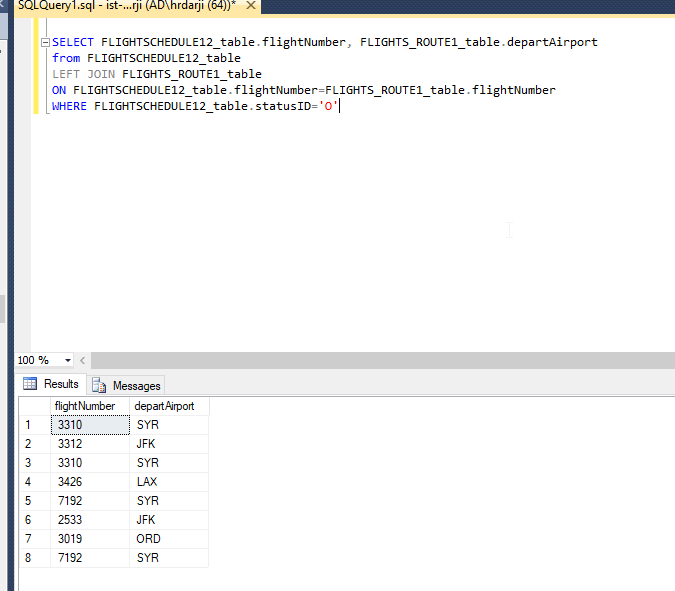 SQLQuery1.sql - ist-...rji (AD\hrdarji (64))* ✕
SELECT FLIGHTSCHEDULE12_table.flightNumber, FLIGHTS_ROUTE1_table.departAirport
from FLIGHTSCHEDULE12_table
LEFT JOIN FLIGHTS_ROUTE1_table
ON FLIGHTSCHEDULE12_table.flightNumber=FLIGHTS_ROUTE1_table.flightNumber
WHERE FLIGHTSCHEDULE12_table.statusID='O'
100 %
Results Messages
flightNumber departAirport
1 3310 SYR
2 3312 JFK
3 3310 SYR
4 3426 LAX
5 7192 SYR
6 2533 JFK
7 3019 ORD
8 7192 SYR